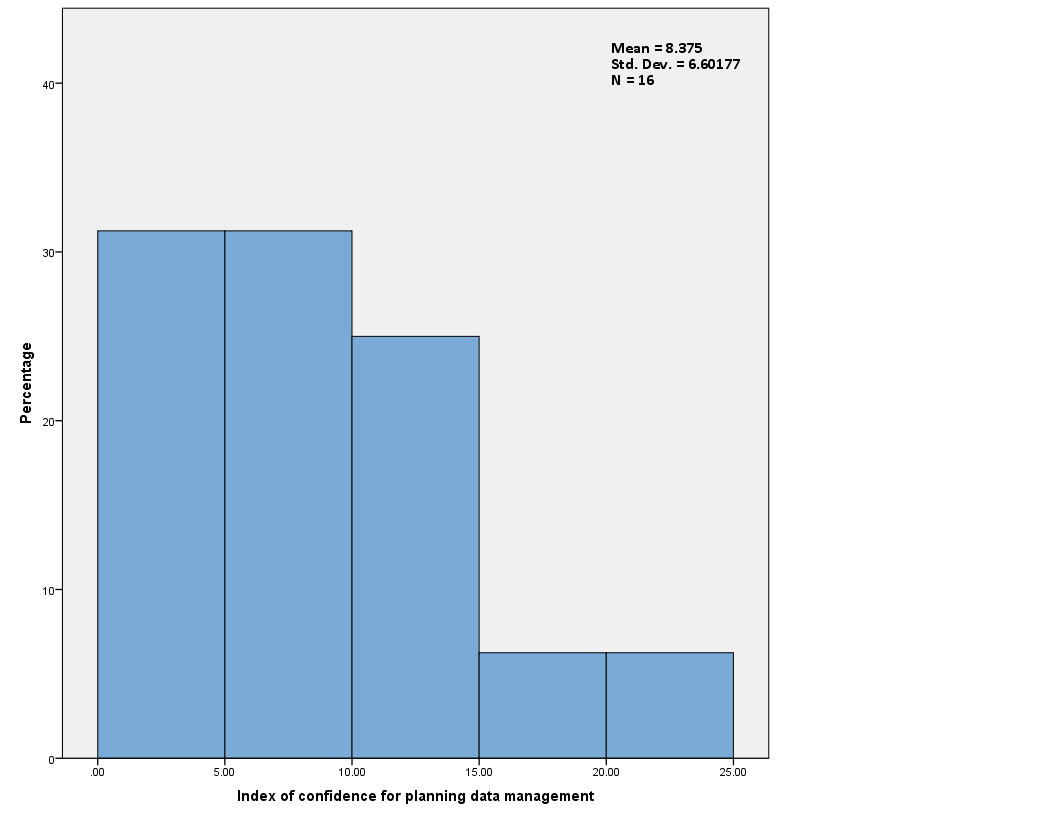 Mean = 8.375
Std. Dev. = 6.60177
N = 16
40
30
20
10
0
Percentage
.00 5.00 10.00 15.00 20.00 25.00
Index of confidence for planning data management